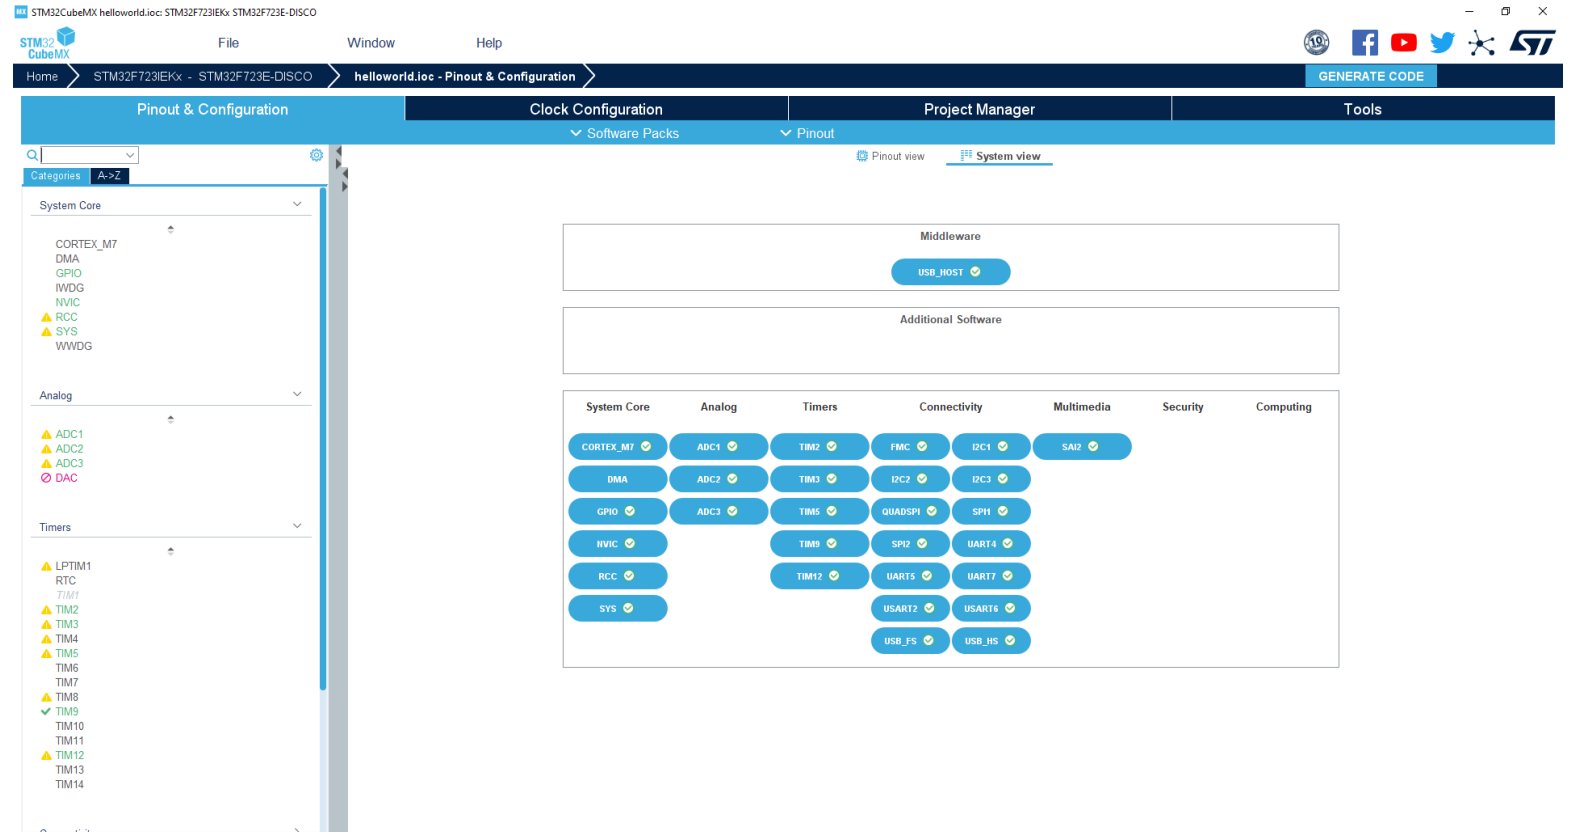 MX STM32CubeMX helloworld.ioc: STM32F723IEKx STM32F723E-DISCO
STM32
CubeMX
File Window Help
10
ST
Home STM32F723IEKx - STM32F723E-DISCO helloworld.ioc - Pinout & Configuration GENERATE CODE
Pinout & Configuration Clock Configuration Project Manager Tools
Software Packs Pinout
Pinout view System view
Categories A->Z
System Core
CORTEX_M7
DMA
GPIO
IWDG
NVIC
RCC
SYS
WWDG
Analog
ADC1
ADC2
ADC3
DAC
Timers
LPTIM1
RTC
TIM1
TIM2
TIM3
TIM4
TIM5
TIM6
TIM7
TIM8
TIM9
TIM10
TIM11
TIM12
TIM13
TIM14
Middleware
USB_HOST
Additional Software
System Core Analog Timers Connectivity Multimedia Security Computing
CORTEX_M7 ADC1 TIM2 FMC I2C1 SAI2
DMA ADC2 TIM3 I2C2 I2C3
GPIO ADC3 TIM5 QUADSPI SPI1
NVIC TIM9 SPI2 UART4
RCC TIM12 UART5 UART7
SYS USART2 USART6
USB_FS USB_HS